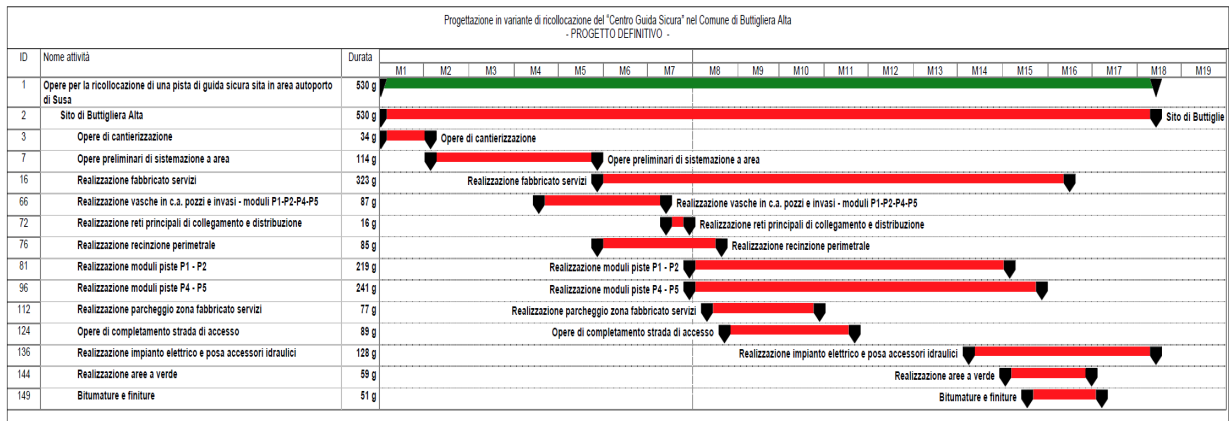 Progettazione in variante di ricollocazione del "Centro Guida Sicura" nel Comune di Buttigliera Alta
- PROGETTO DEFINITIVO -
ID Nome attività Durata
M1 M2 M3 M4 M5 M6 M7 M8 M9 M10 M11 M12 M13 M14 M15 M16 M17 M18 M19
1 Opere per la ricollocazione di una pista di guida sicura sita in area autoporto 530 g
di Susa
2 Sito di Buttigliera Alta 530 g Sito di Buttiglie
3 Opere di cantierizzazione 34 g Opere di cantierizzazione
7 Opere preliminari di sistemazione a area 114 g Opere preliminari di sistemazione a area
16 Realizzazione fabbricato servizi 323 g Realizzazione fabbricato servizi
66 Realizzazione vasche in c.a. pozzi e invasi - moduli P1-P2-P4-P5 87 g Realizzazione vasche in c.a. pozzi e invasi - moduli P1-P2-P4-P5
72 Realizzazione reti principali di collegamento e distribuzione 16 g Realizzazione reti principali di collegamento e distribuzione
76 Realizzazione recinzione perimetrale 85 g Realizzazione recinzione perimetrale
81 Realizzazione moduli piste P1 - P2 219 g Realizzazione moduli piste P1 - P2
96 Realizzazione moduli piste P4 - P5 241 g Realizzazione moduli piste P4 - P5
112 Realizzazione parcheggio zona fabbricato servizi 77 g Realizzazione parcheggio zona fabbricato servizi
124 Opere di completamento strada di accesso 89 g Opere di completamento strada di accesso
136 Realizzazione impianto elettrico e posa accessori idraulici 128 g Realizzazione impianto elettrico e posa accessori idraulici
144 Realizzazione aree a verde 59 g Realizzazione aree a verde
149 Bitumature e finiture 51 g Bitumature e finiture